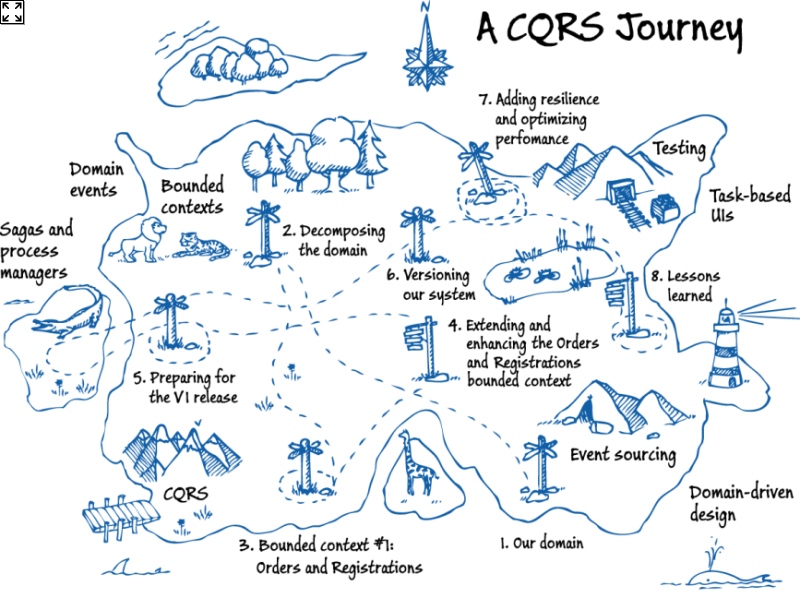 N
A CQRS Journey
7. Adding resilience
and optimizing
perfomance
Testing
Domain
events
Bounded
contexts
Task-based
UIs
Sagas and
process
managers
2. Decomposing
the domain
6. Versioning
our system
8. Lessons
learned
4. Extending and
enhancing the Orders
and Registrations
bounded context
5. Preparing for
the V1 release
Event sourcing
CQRS
Domain-driven
design
3. Bounded context #1:
Orders and Registrations
1. Our domain